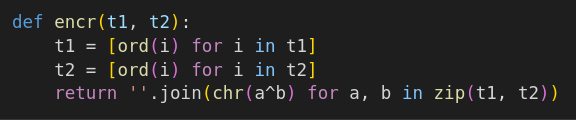 def encr(t1, t2):
    t1 = [ord(i) for i in t1]
    t2 = [ord(i) for i in t2]
    return ''.join(chr(a^b) for a, b in zip(t1, t2))